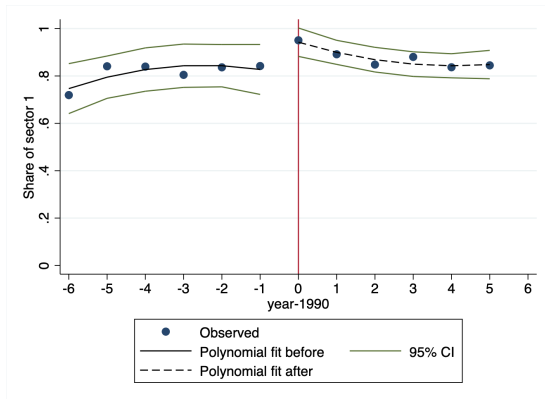 Share of sector 1
1
.8
.6
.4
.2
0
-6 -5 -4 -3 -2 -1 0 1 2 3 4 5 6
year-1990
Observed
Polynomial fit before 95% CI
Polynomial fit after